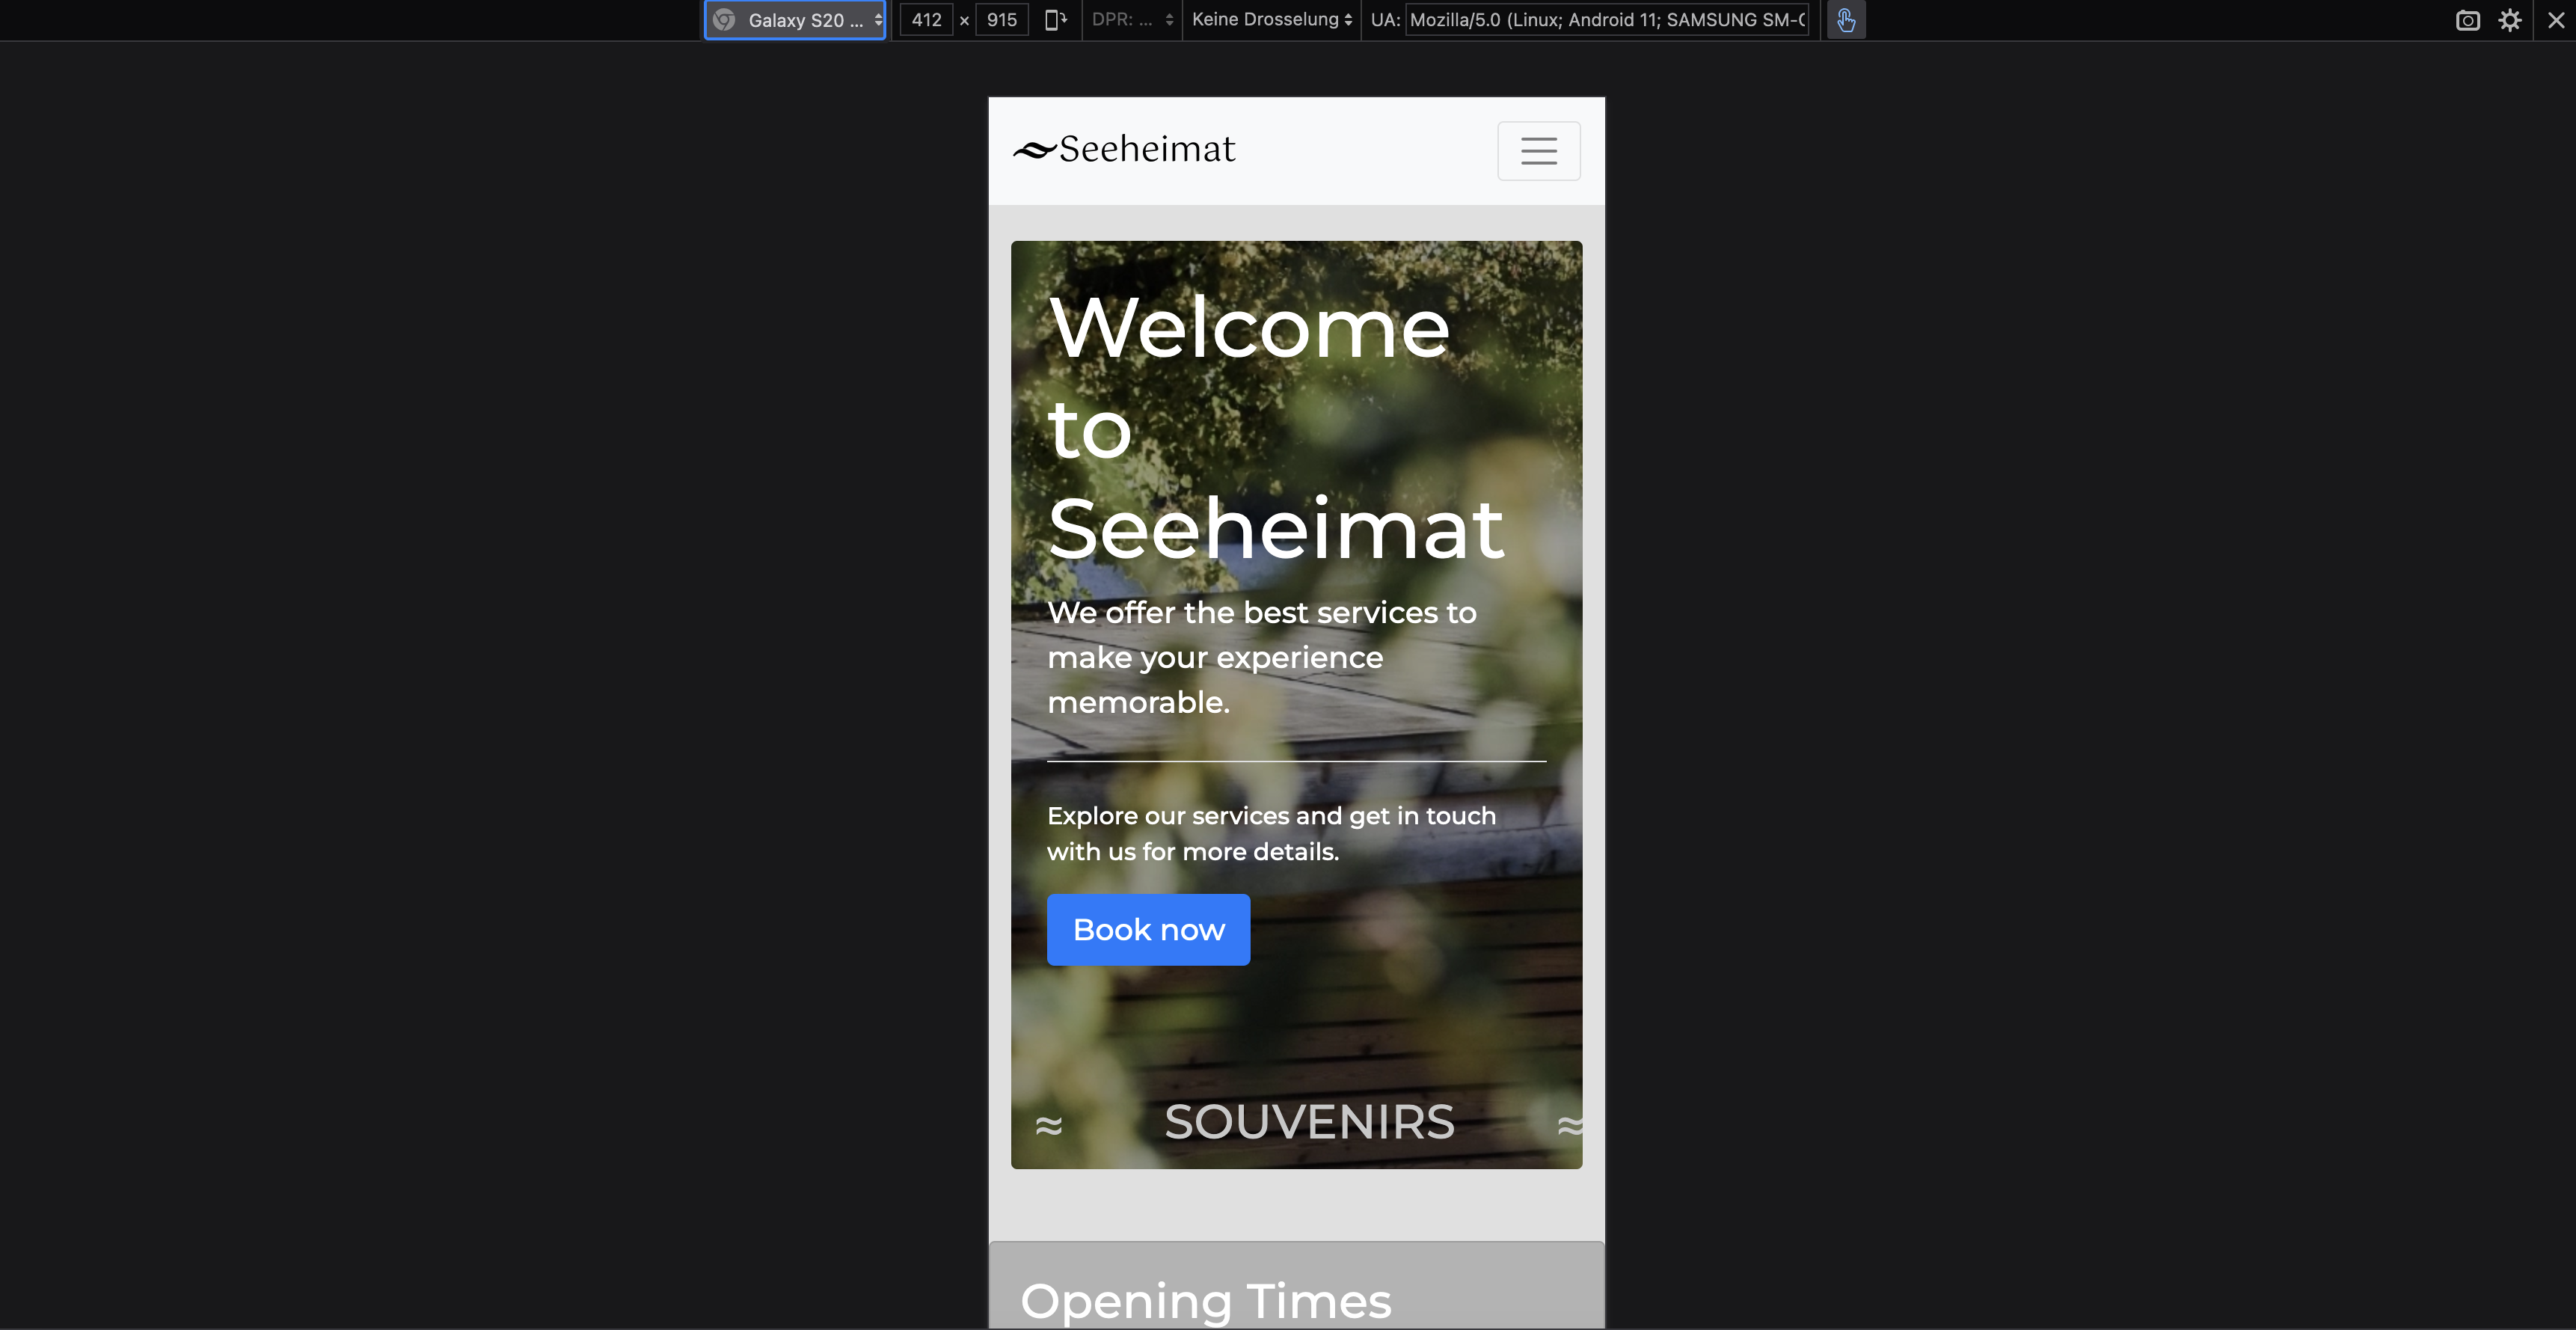 Galaxy S20 ... 412 × 915 DPR: ... Keine Drosselung UA: Mozilla/5.0 (Linux; Android 11; SAMSUNG SM-
Seeheimat
Welcome
to
Seeheimat
We offer the best services to
make your experience
memorable.
Explore our services and get in touch
with us for more details.
Book now
≈ SOUVENIRS ≈
Opening Times